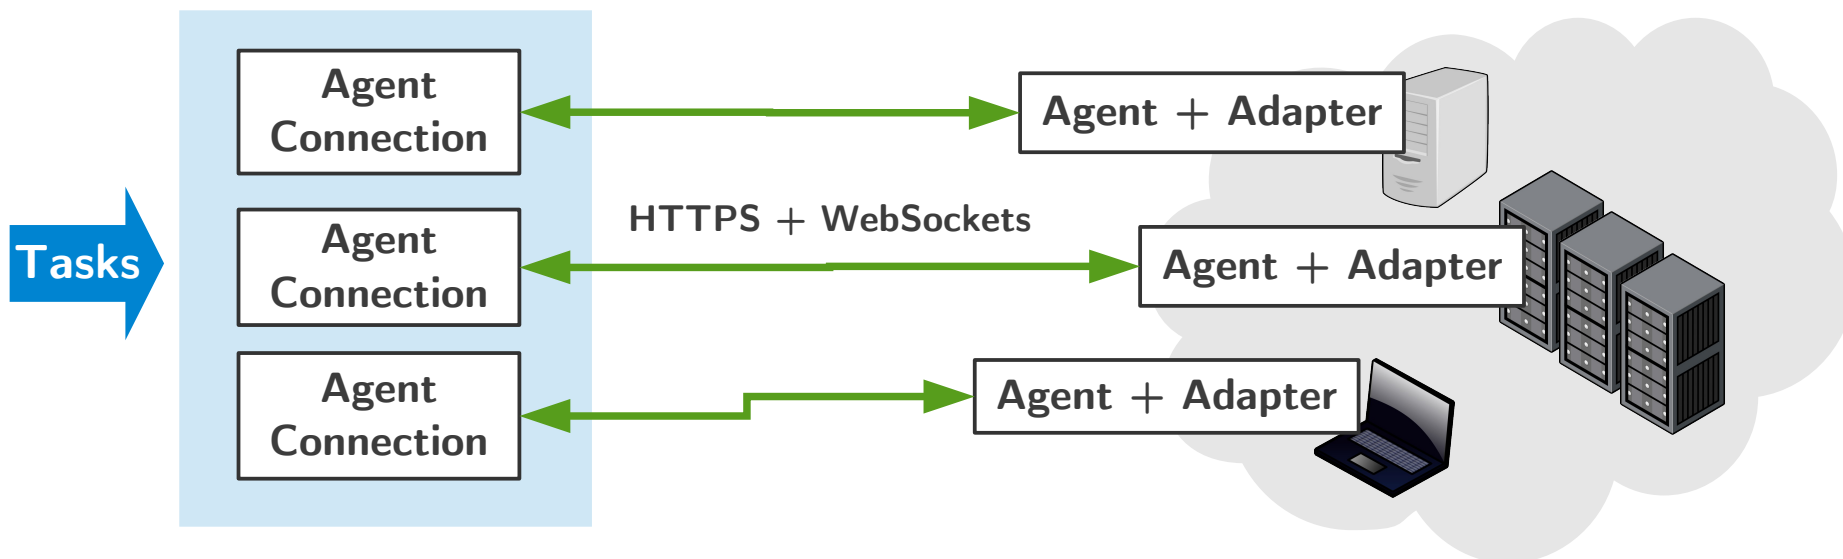 Tasks
Agent
Connection
Agent
Connection
Agent
Connection
HTTPS + WebSockets
Agent + Adapter
Agent + Adapter
Agent + Adapter